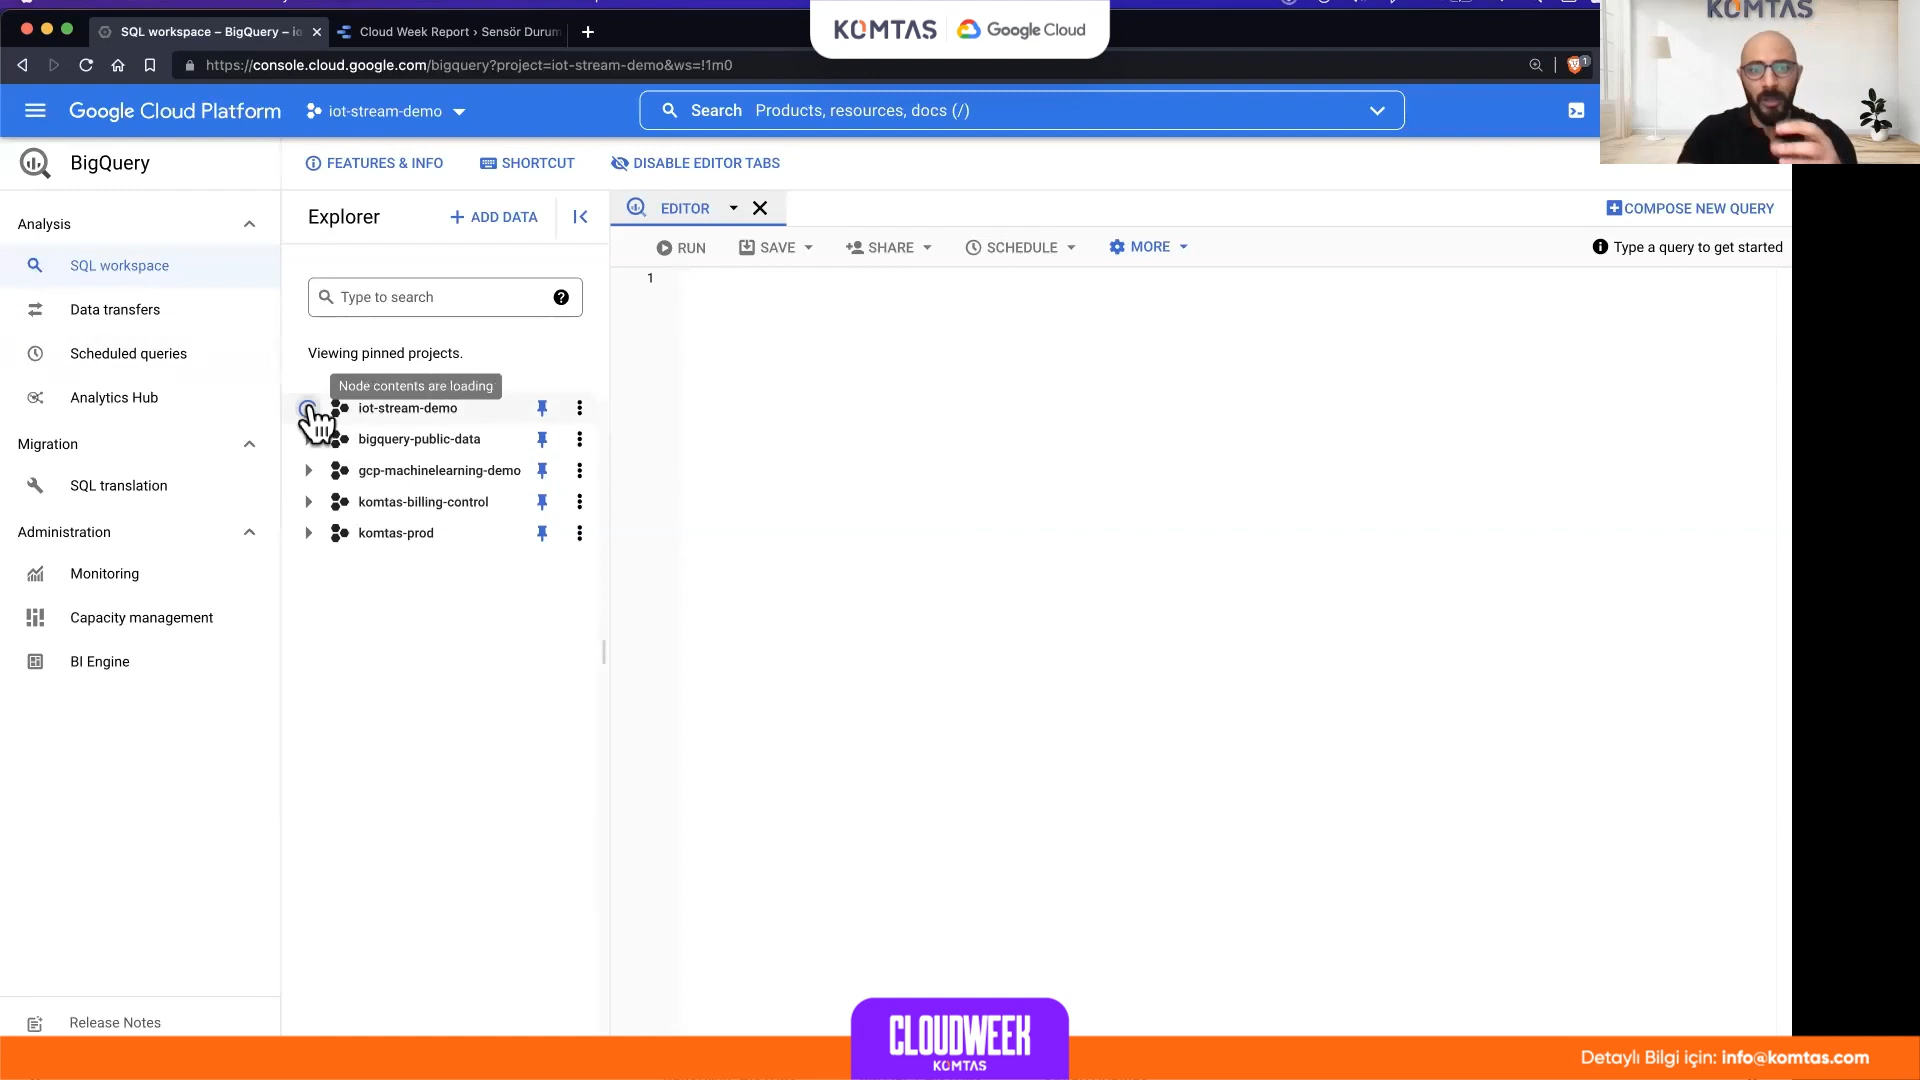 SQL workspace – BigQuery – io
Cloud Week Report › Sensör Durum
KOMTAS
Google Cloud
KOMTAS
https://console.cloud.google.com/bigquery?project=iot-stream-demo&ws=!1m0
1
Google Cloud Platform
iot-stream-demo
Search Products, resources, docs (/)
BigQuery
FEATURES & INFO
SHORTCUT
DISABLE EDITOR TABS
Analysis
SQL workspace
Data transfers
Scheduled queries
Analytics Hub
Migration
SQL translation
Administration
Monitoring
Capacity management
BI Engine
Release Notes
Explorer
+ ADD DATA
Type to search
Viewing pinned projects.
Node contents are loading
iot-stream-demo
bigquery-public-data
gcp-machinelearning-demo
komtas-billing-control
komtas-prod
EDITOR
COMPOSE NEW QUERY
RUN
SAVE
SHARE
SCHEDULE
MORE
Type a query to get started
1
CLOUDWEEK
KOMTAS
Detaylı Bilgi için: info@komtas.com